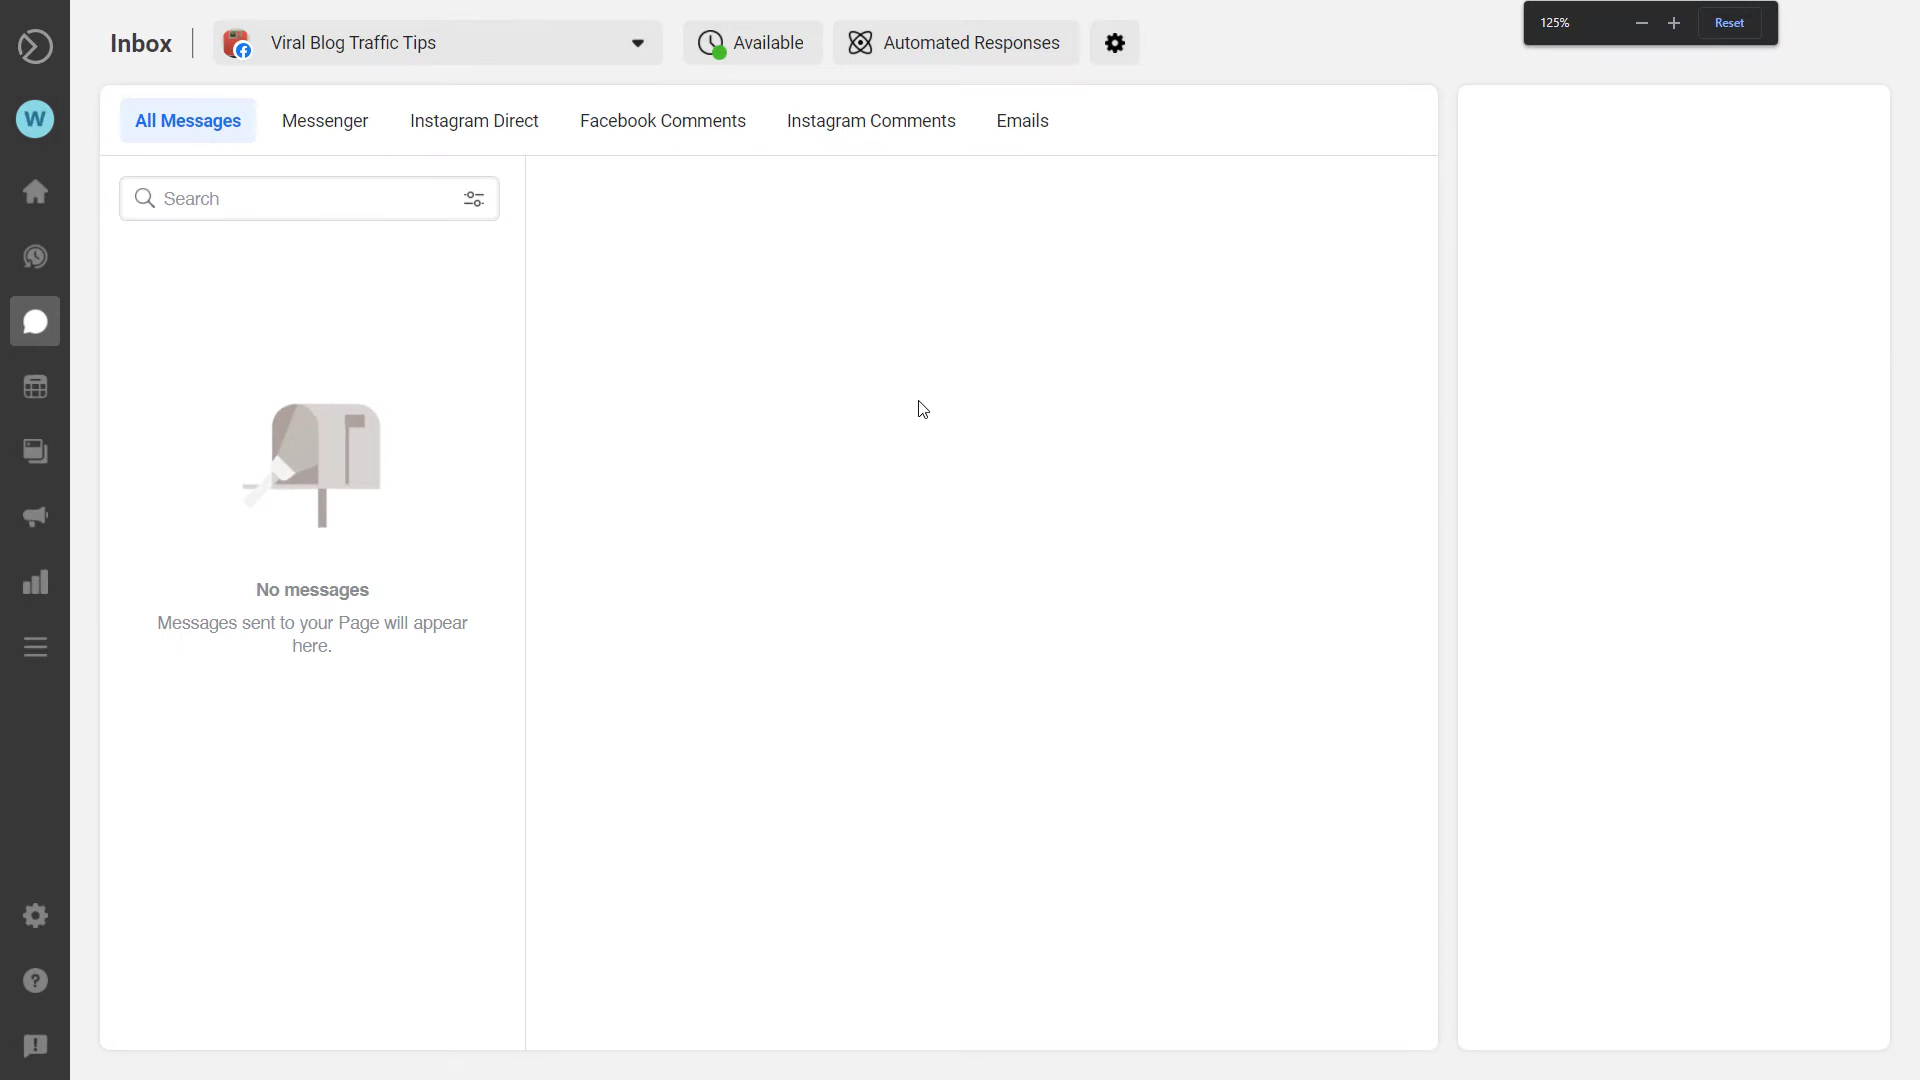 Inbox
Viral Blog Traffic Tips
Available
Automated Responses
125%
Reset
W
All Messages
Messenger
Instagram Direct
Facebook Comments
Instagram Comments
Emails
Search
No messages
Messages sent to your Page will appear
here.